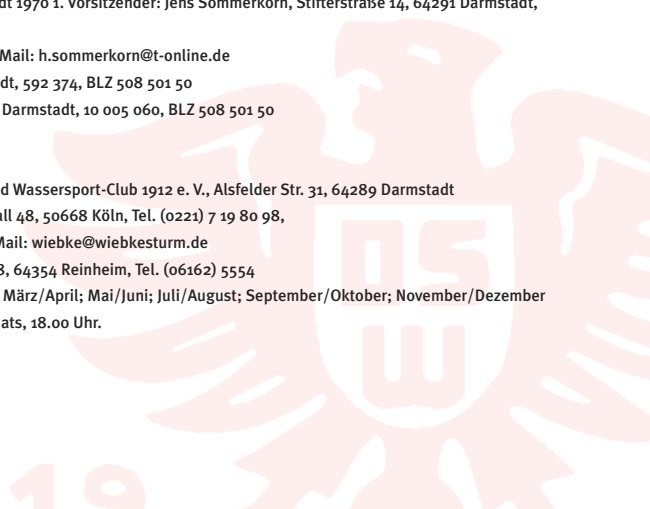 dt 1970 1. Vorsitzender: Jens Sommerkorn, Stifterstraße 14, 64291 Darmstadt,
Mail: h.sommerkorn@t-online.de
dt, 592 374, BLZ 508 501 50
Darmstadt, 10 005 060, BLZ 508 501 50
d Wassersport-Club 1912 e. V., Alsfelder Str. 31, 64289 Darmstadt
all 48, 50668 Köln, Tel. (0221) 7 19 80 98,
Mail: wiebke@wiebkesturm.de
8, 64354 Reinheim, Tel. (06162) 5554
März/April; Mai/Juni; Juli/August; September/Oktober; November/Dezember
ats, 18.00 Uhr.
DS
W
19